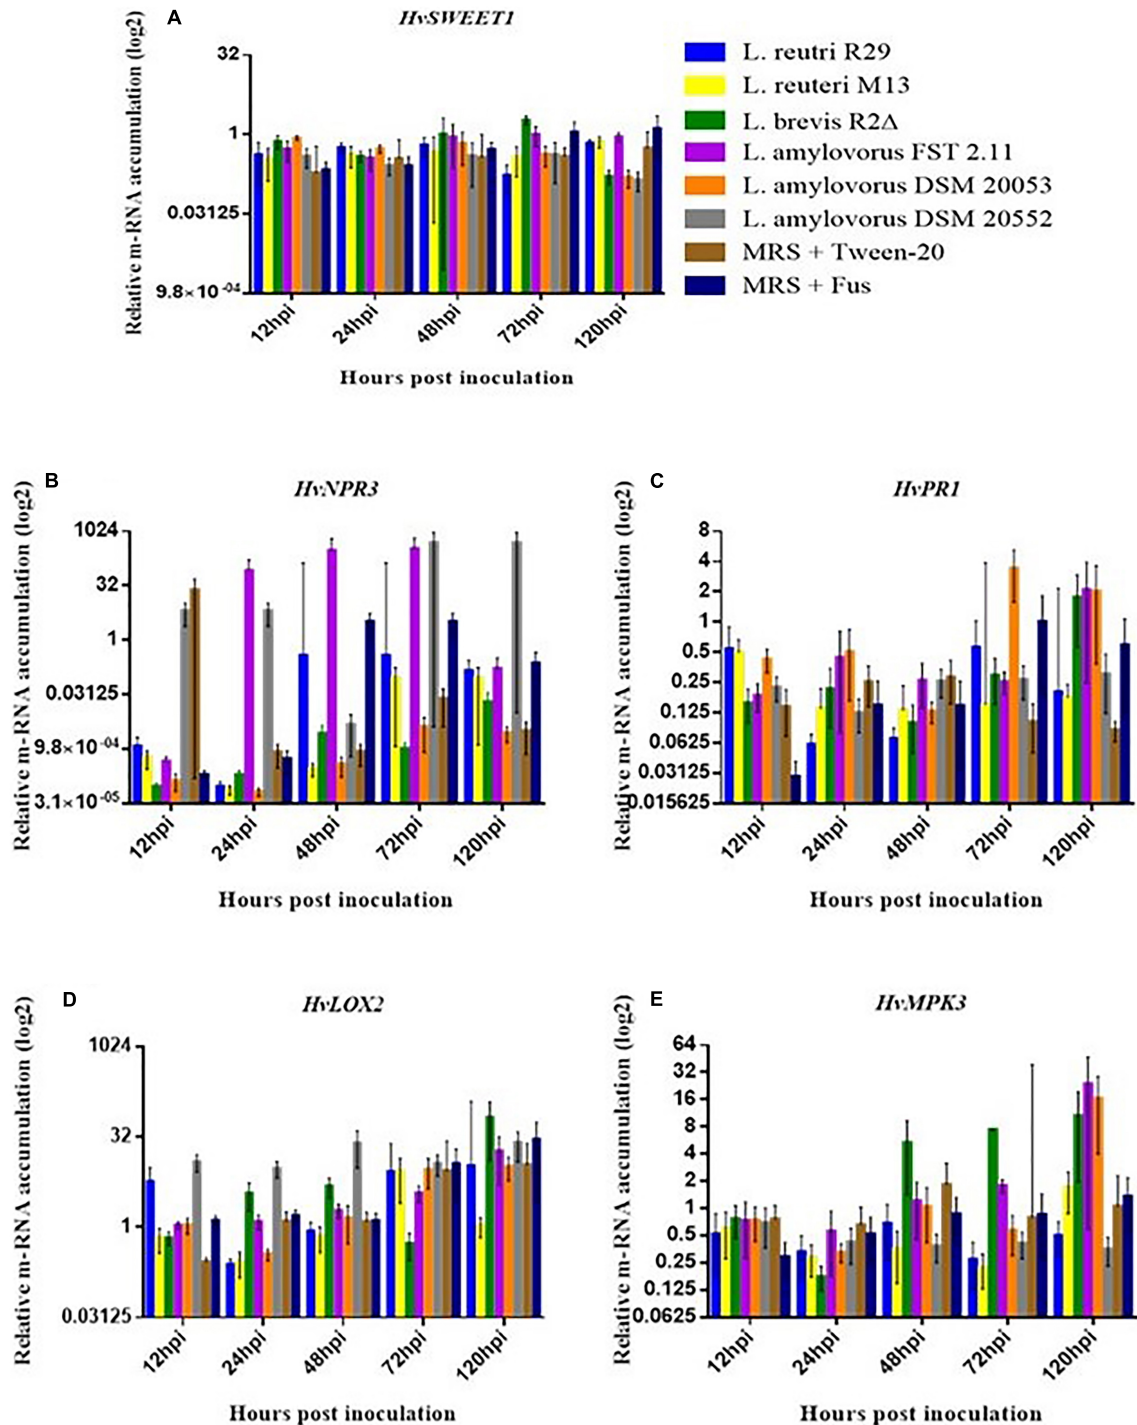 A
HvSWEET1
Relative m-RNA accumulation (log2)
32
1
0.03125
9.8×10⁻⁰⁴
12hpi
24hpi
48hpi
72hpi
120hpi
Hours post inoculation
L. reutri R29
L. reuteri M13
L. brevis R2Δ
L. amylovorus FST 2.11
L. amylovorus DSM 20053
L. amylovorus DSM 20552
MRS + Tween-20
MRS + Fus
B
HvNPR3
Relative m-RNA accumulation (log2)
1024
32
1
0.03125
9.8×10⁻⁰⁴
3.1×10⁻⁰⁵
12hpi
24hpi
48hpi
72hpi
120hpi
Hours post inoculation
C
HvPR1
Relative m-RNA accumulation (log2)
8
4
2
1
0.5
0.25
0.125
0.0625
0.03125
0.015625
12hpi
24hpi
48hpi
72hpi
120hpi
Hours post inoculation
D
HvLOX2
Relative m-RNA accumulation (log2)
1024
32
1
0.03125
12hpi
24hpi
48hpi
72hpi
120hpi
Hours post inoculation
E
HvMPK3
Relative m-RNA accumulation (log2)
64
32
16
8
4
2
1
0.5
0.25
0.125
0.0625
12hpi
24hpi
48hpi
72hpi
120hpi
Hours post inoculation